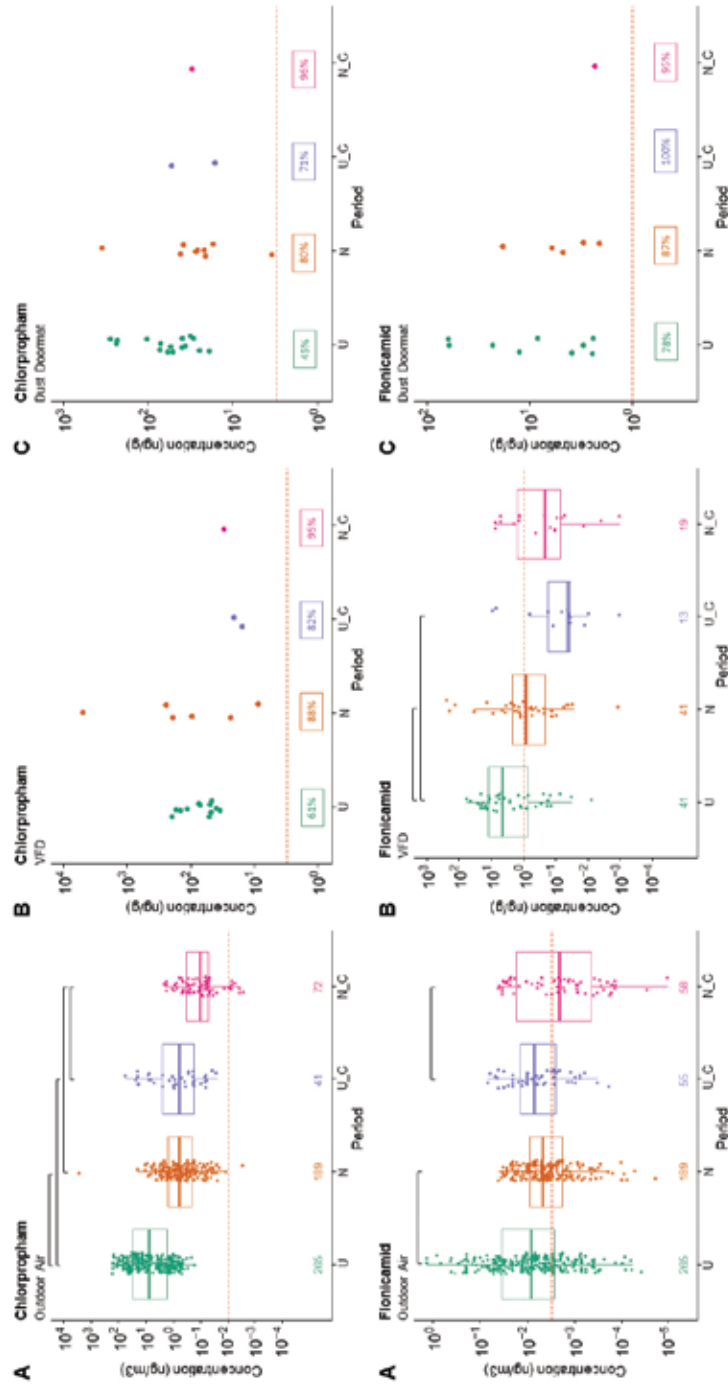 A
Chlorpropham
Outdoor Air
Concentration (ng/m3)
10⁴
10³
10²
10¹
10⁰
10⁻¹
10⁻²
10⁻³
10⁻⁴
265
189
41
72
U
N
U_C
N_C
Period
B
Chlorpropham
VFD
Concentration (ng/g)
10⁴
10³
10²
10¹
10⁰
61%
88%
82%
95%
U
N
U_C
N_C
Period
C
Chlorpropham
Dust Doormat
Concentration (ng/g)
10³
10²
10¹
10⁰
45%
80%
71%
96%
U
N
U_C
N_C
Period
A
Flonicamid
Outdoor Air
Concentration (ng/m3)
10⁰
10⁻¹
10⁻²
10⁻³
10⁻⁴
10⁻⁵
265
189
55
58
U
N
U_C
N_C
Period
B
Flonicamid
VFD
Concentration (ng/g)
10³
10²
10¹
10⁰
10⁻¹
10⁻²
10⁻³
10⁻⁴
41
41
13
19
U
N
U_C
N_C
Period
C
Flonicamid
Dust Doormat
Concentration (ng/g)
10²
10¹
10⁰
78%
87%
100%
95%
U
N
U_C
N_C
Period